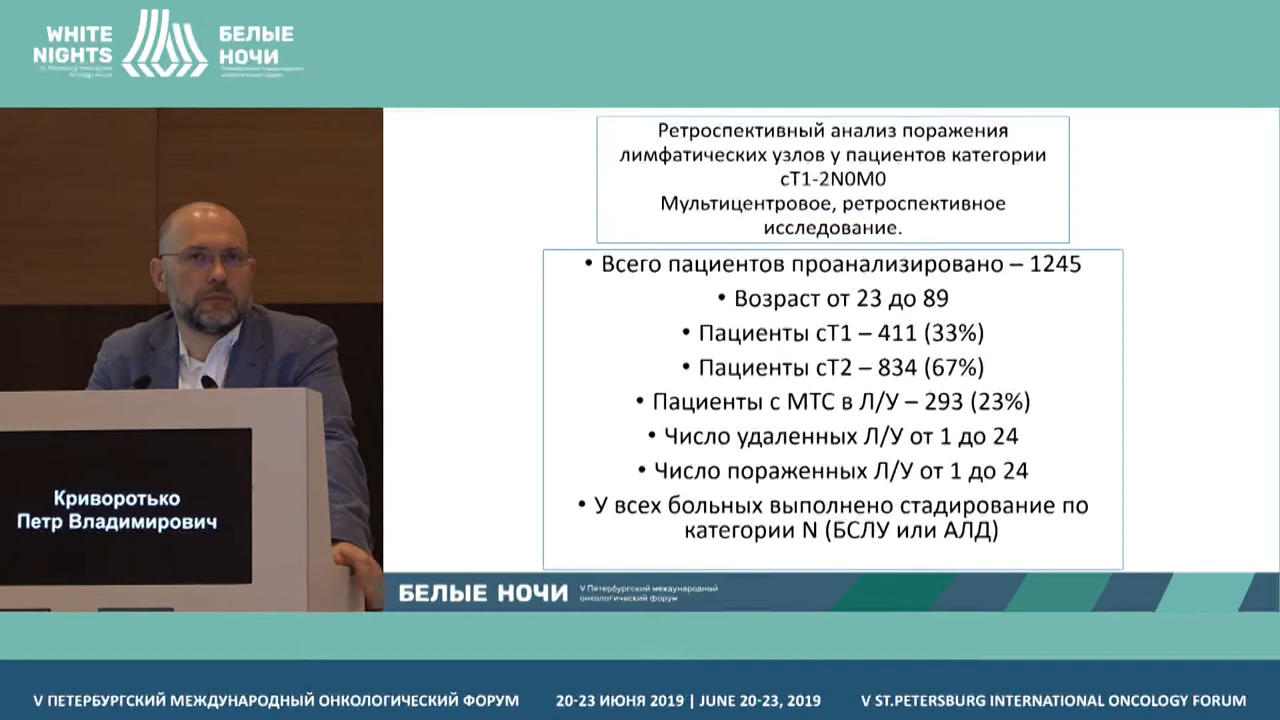 WHITE
NIGHTS
БЕЛЫЕ
НОЧИ
Ретроспективный анализ поражения
лимфатических узлов у пациентов категории
cT1-2N0M0
Мультицентровое, ретроспективное
исследование.
• Всего пациентов проанализировано – 1245
• Возраст от 23 до 89
• Пациенты cT1 – 411 (33%)
• Пациенты cT2 – 834 (67%)
• Пациенты с МТС в Л/У – 293 (23%)
• Число удаленных Л/У от 1 до 24
• Число пораженных Л/У от 1 до 24
• У всех больных выполнено стадирование по
категории N (БСЛУ или АЛД)
Криворотько
Петр Владимирович
БЕЛЫЕ НОЧИ
V Петербургский международный
онкологический форум
V ПЕТЕРБУРГСКИЙ МЕЖДУНАРОДНЫЙ ОНКОЛОГИЧЕСКИЙ ФОРУМ
20-23 ИЮНЯ 2019 | JUNE 20-23, 2019
V ST.PETERSBURG INTERNATIONAL ONCOLOGY FORUM